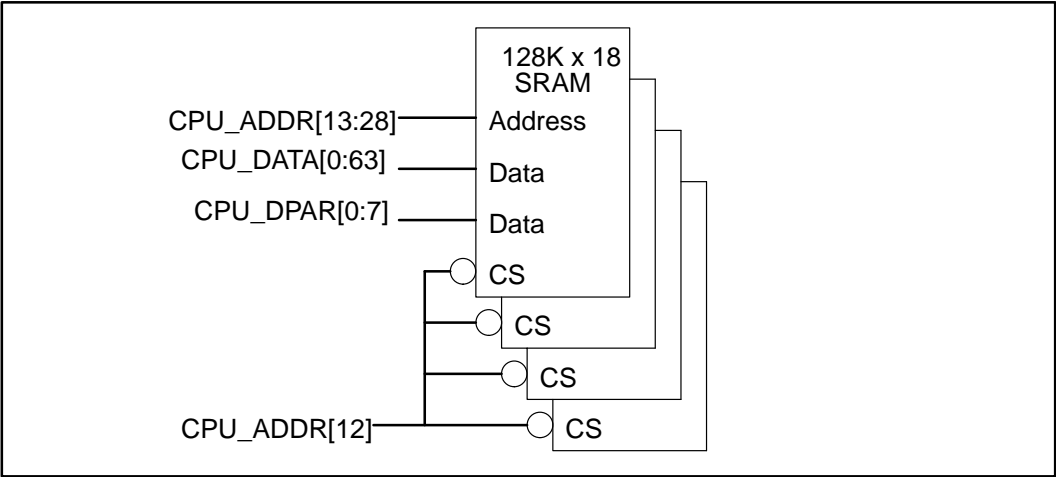 128K x 18
SRAM
CPU_ADDR[13:28]
Address
CPU_DATA[0:63]
Data
CPU_DPAR[0:7]
Data
CS
CS
CS
CPU_ADDR[12]
CS